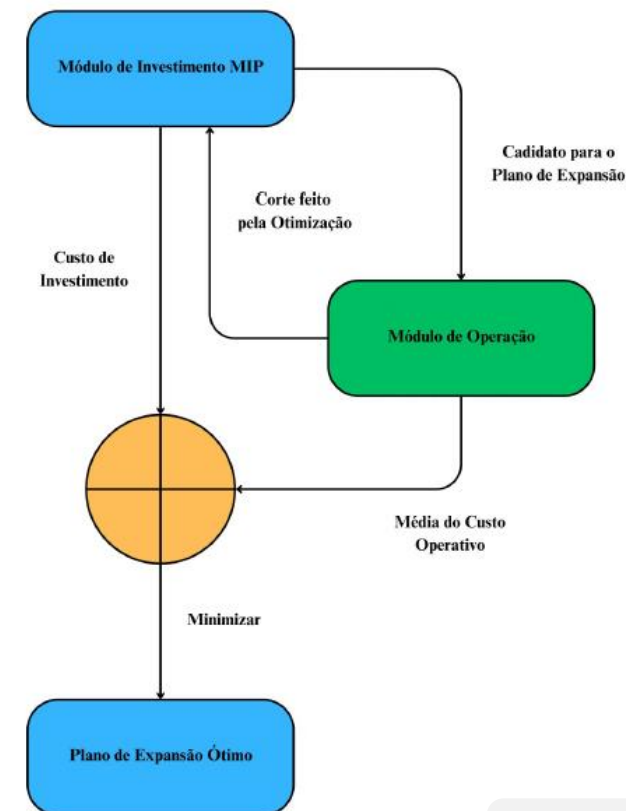 Módulo de Investimento MIP
Cadidato para o
Plano de Expansão
Corte feito
pela Otimização
Custo de
Investimento
Módulo de Operação
Média do Custo
Operativo
Minimizar
Plano de Expansão Ótimo